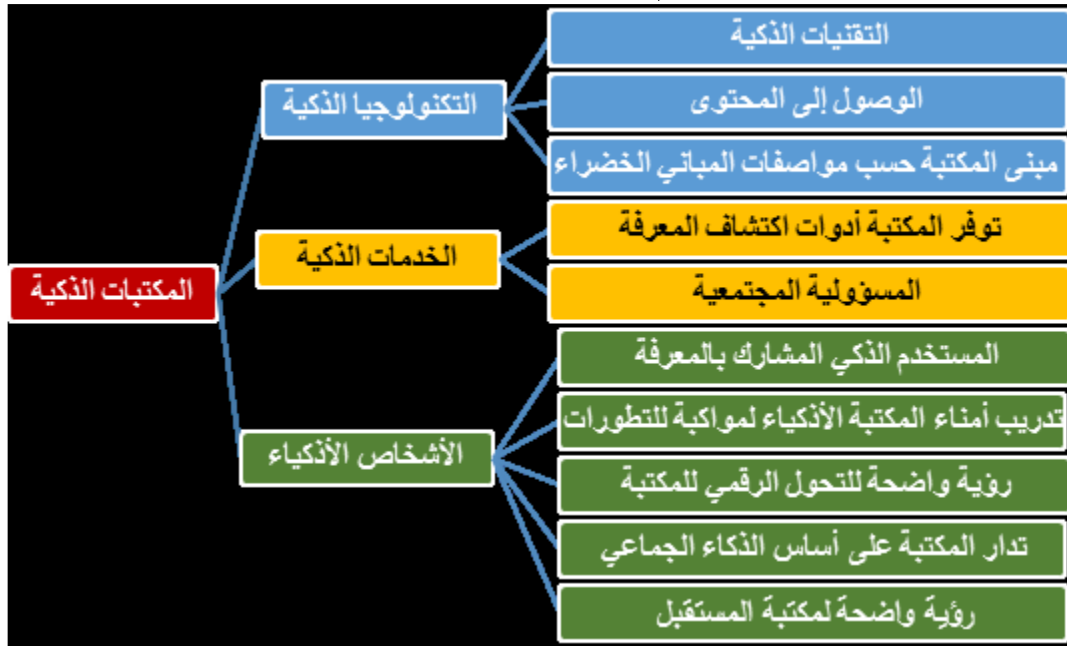 المكتبات الذكية
التكنولوجيا الذكية
التقنيات الذكية
الوصول إلى المحتوى
مبنى المكتبة حسب مواصفات المباني الخضراء
الخدمات الذكية
توفر المكتبة أدوات اكتشاف المعرفة
المسؤولية المجتمعية
الأشخاص الأذكياء
المستخدم الذكي المشارك بالمعرفة
تدريب أمناء المكتبة الأذكياء لمواكبة للتطورات
رؤية واضحة للتحول الرقمي للمكتبة
تدار المكتبة على أساس الذكاء الجماعي
رؤية واضحة لمكتبة المستقبل